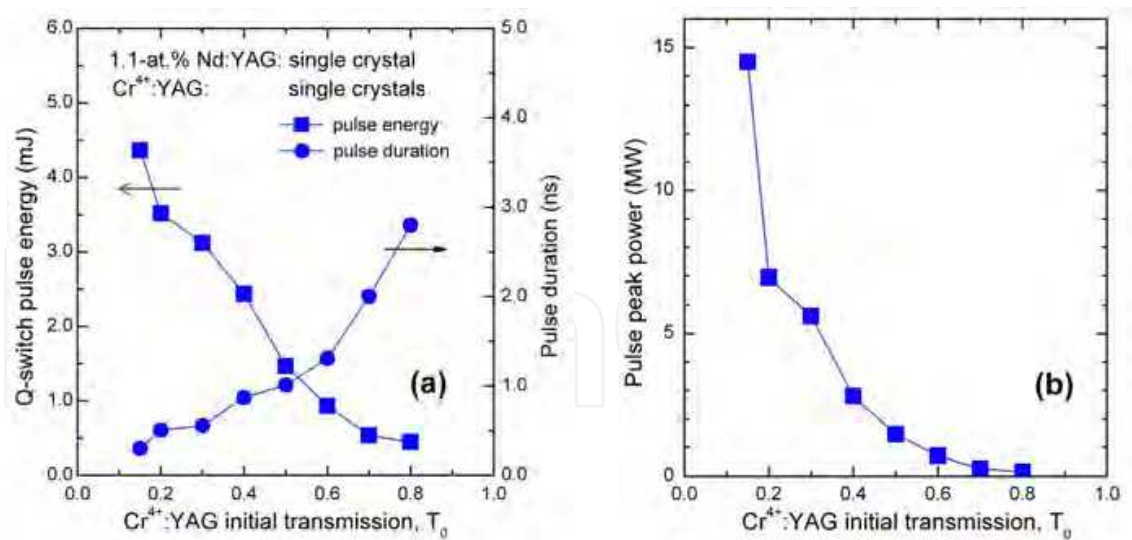 1.1-at.% Nd:YAG: single crystal
Cr⁴⁺:YAG: single crystals
pulse energy
pulse duration
(a)
Q-switch pulse energy (mJ)
6.0
5.0
4.0
3.0
2.0
1.0
0.0
Pulse duration (ns)
5.0
4.0
3.0
2.0
1.0
0.0
0.0 0.2 0.4 0.6 0.8 1.0
Cr⁴⁺:YAG initial transmission, T₀
(b)
Pulse peak power (MW)
15
10
5
0
0.0 0.2 0.4 0.6 0.8 1.0
Cr⁴⁺:YAG initial transmission, T₀